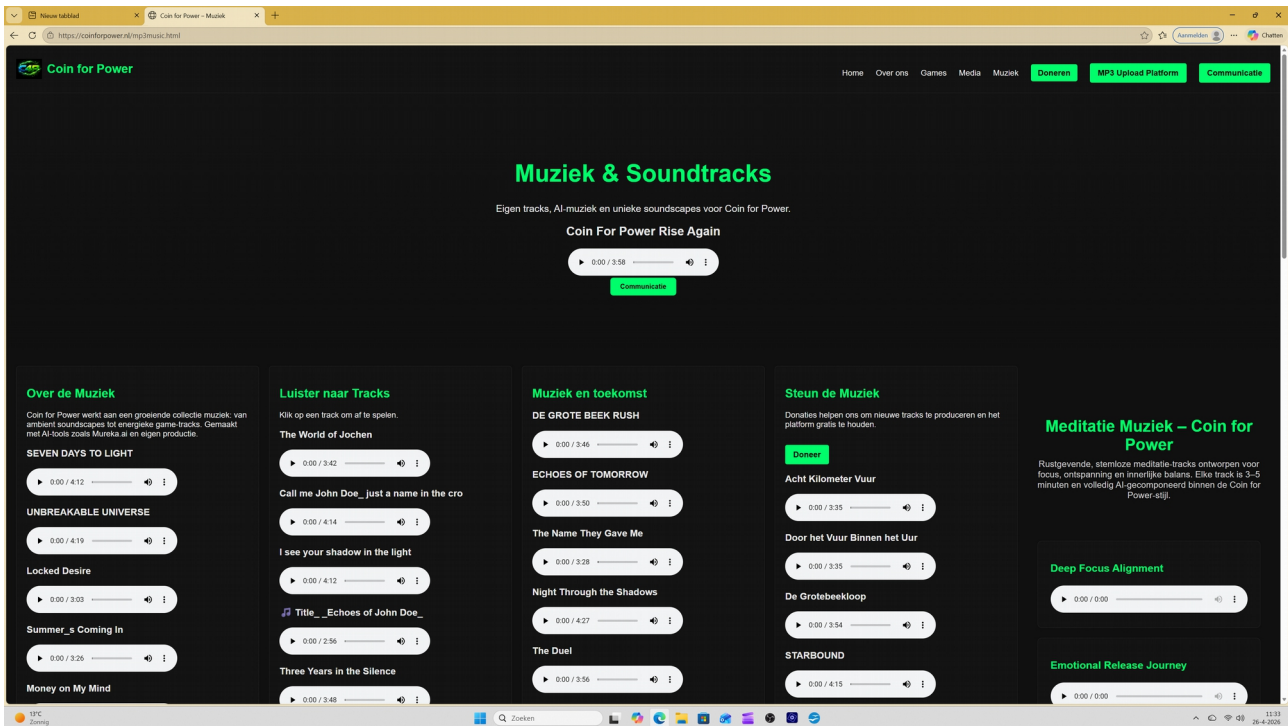 Nieuw tabblad
Coin for Power – Muziek
https://coinforpower.nl/mp3music.html
Aanmelden
Chatten
Coin for Power
Home
Over ons
Games
Media
Muziek
Doneren
MP3 Upload Platform
Communicatie
Muziek & Soundtracks
Eigen tracks, AI-muziek en unieke soundscapes voor Coin for Power.
Coin For Power Rise Again
0:00 / 3:58
Communicatie
Over de Muziek
Coin for Power werkt aan een groeiende collectie muziek: van
ambient soundscapes tot energieke game-tracks. Gemaakt
met AI-tools zoals Mureka.ai en eigen productie.
SEVEN DAYS TO LIGHT
0:00 / 4:12
UNBREAKABLE UNIVERSE
0:00 / 4:19
Locked Desire
0:00 / 3:03
Summer_s Coming In
0:00 / 3:26
Money on My Mind
Luister naar Tracks
Klik op een track om af te spelen.
The World of Jochen
0:00 / 3:42
Call me John Doe_ just a name in the cro
0:00 / 4:14
I see your shadow in the light
0:00 / 4:12
🎵 Title_ _Echoes of John Doe_
0:00 / 2:56
Three Years in the Silence
0:00 / 3:48
Muziek en toekomst
DE GROTE BEEK RUSH
0:00 / 3:46
ECHOES OF TOMORROW
0:00 / 3:50
The Name They Gave Me
0:00 / 3:28
Night Through the Shadows
0:00 / 4:27
The Duel
0:00 / 3:56
Steun de Muziek
Donaties helpen ons om nieuwe tracks te produceren en het
platform gratis te houden.
Doneer
Acht Kilometer Vuur
0:00 / 3:35
Door het Vuur Binnen het Uur
0:00 / 3:35
De Grotebeekloop
0:00 / 3:54
STARBOUND
0:00 / 4:15
Meditatie Muziek – Coin for
Power
Rustgevende, stemloze meditatie-tracks ontworpen voor
focus, ontspanning en innerlijke balans. Elke track is 3–5
minuten en volledig AI-gecomponeerd binnen de Coin for
Power-stijl.
Deep Focus Alignment
0:00 / 0:00
Emotional Release Journey
0:00 / 0:00
13°C
Zonnig
Zoeken
11:33
26-4-2026